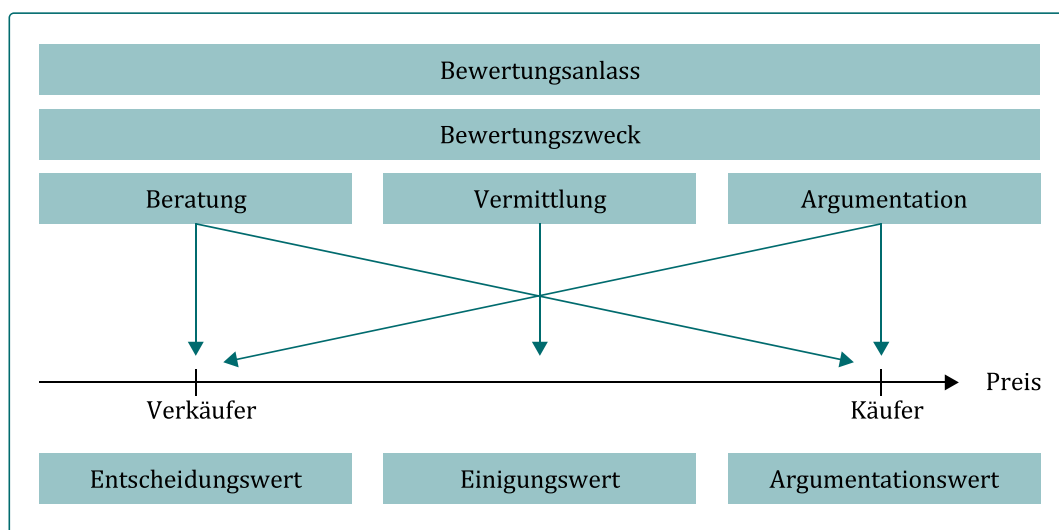 Bewertungsanlass
Bewertungszweck
Beratung
Vermittlung
Argumentation
Preis
Verkäufer
Käufer
Entscheidungswert
Einigungswert
Argumentationswert